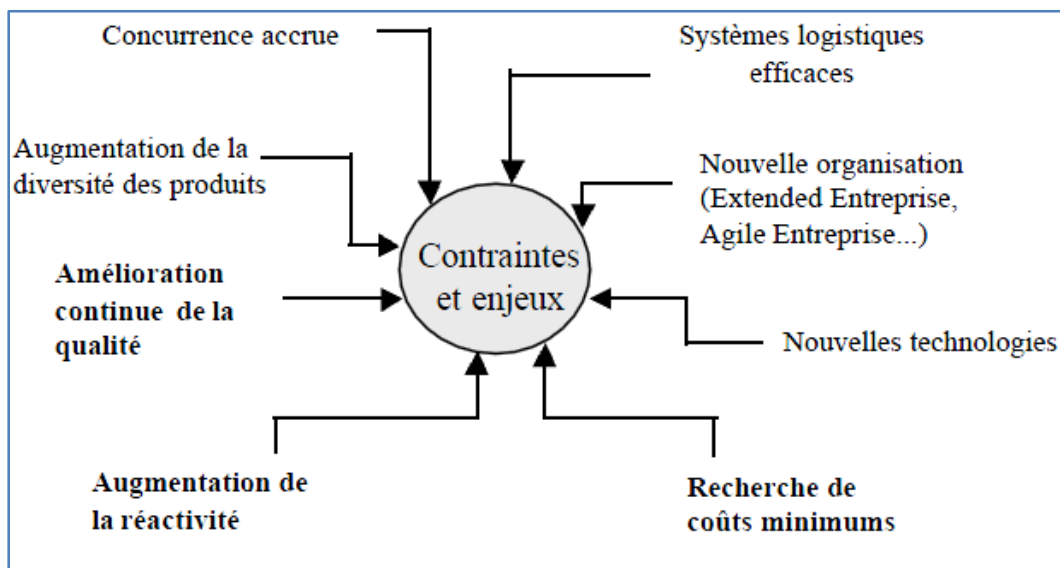 Concurrence accrue
Systèmes logistiques
efficaces
Augmentation de la
diversité des produits
Nouvelle organisation
(Extended Entreprise,
Agile Entreprise...)
Contraintes
et enjeux
Amélioration
continue de la
qualité
Nouvelles technologies
Augmentation de
la réactivité
Recherche de
coûts minimums